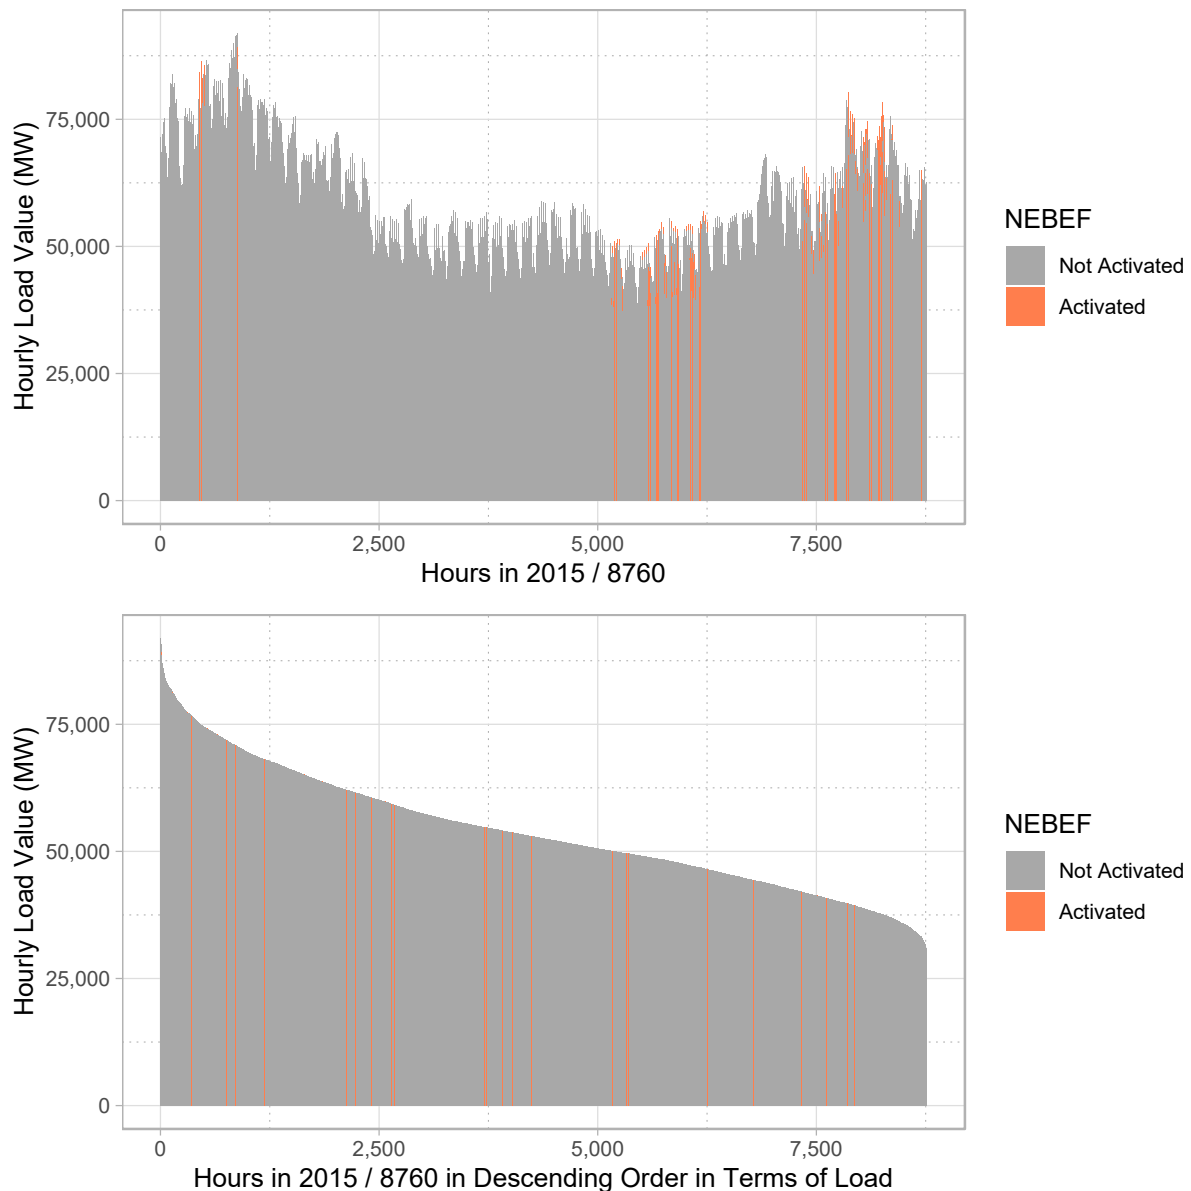 Hourly Load Value (MW)
75,000
50,000
25,000
0
0
2,500
5,000
7,500
Hours in 2015 / 8760
NEBEF
Not Activated
Activated
Hourly Load Value (MW)
75,000
50,000
25,000
0
0
2,500
5,000
7,500
Hours in 2015 / 8760 in Descending Order in Terms of Load
NEBEF
Not Activated
Activated